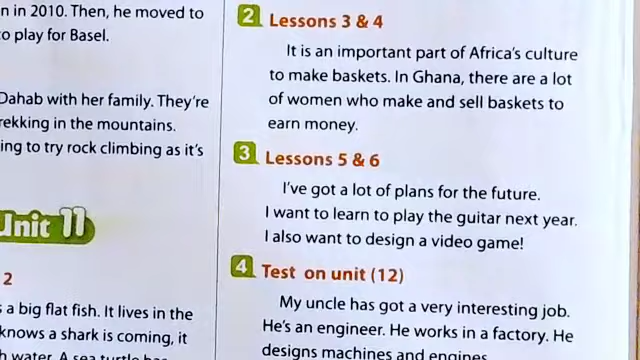 n in 2010. Then, he moved to
o play for Basel.
Dahab with her family. They're
rekking in the mountains.
ing to try rock climbing as it's
Unit 11
2
s a big flat fish. It lives in the
knows a shark is coming, it
h water. A sea turtle has
2 Lessons 3 & 4
It is an important part of Africa's culture
to make baskets. In Ghana, there are a lot
of women who make and sell baskets to
earn money.
3 Lessons 5 & 6
I've got a lot of plans for the future.
I want to learn to play the guitar next year.
I also want to design a video game!
4 Test on unit (12)
My uncle has got a very interesting job.
He's an engineer. He works in a factory. He
designs machines and engines.